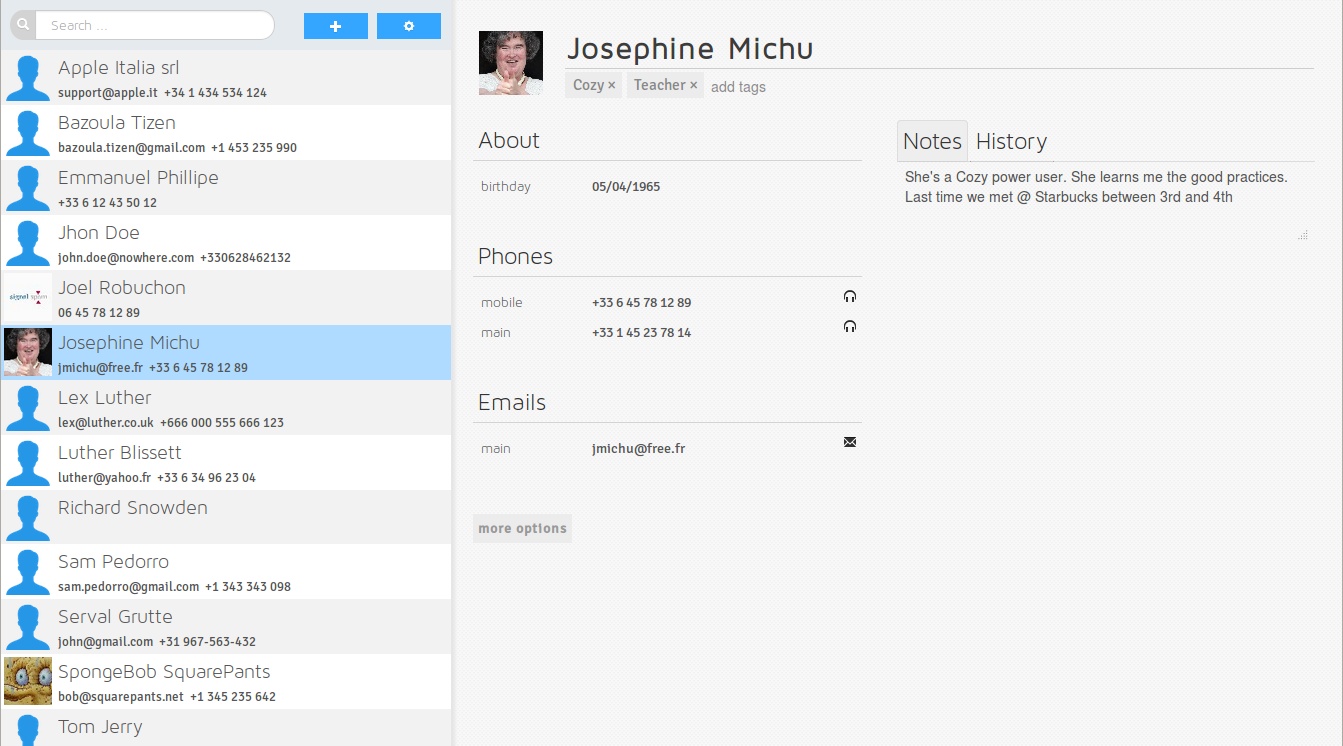 Search ...
Apple Italia srl
support@apple.it +34 1 434 534 124
Bazoula Tizen
bazoula.tizen@gmail.com +1 453 235 990
Emmanuel Phillipe
+33 6 12 43 50 12
Jhon Doe
john.doe@nowhere.com +330628462132
signal spam
Joel Robuchon
06 45 78 12 89
Josephine Michu
jmichu@free.fr +33 6 45 78 12 89
Lex Luther
lex@luther.co.uk +666 000 555 666 123
Luther Blissett
luther@yahoo.fr +33 6 34 96 23 04
Richard Snowden
Sam Pedorro
sam.pedorro@gmail.com +1 343 343 098
Serval Grutte
john@gmail.com +31 967-563-432
SpongeBob SquarePants
bob@squarepants.net +1 345 235 642
Tom Jerry
Josephine Michu
Cozy × Teacher × add tags
About
birthday 05/04/1965
Phones
mobile +33 6 45 78 12 89
main +33 1 45 23 78 14
Emails
main jmichu@free.fr
more options
Notes History
She's a Cozy power user. She learns me the good practices.
Last time we met @ Starbucks between 3rd and 4th